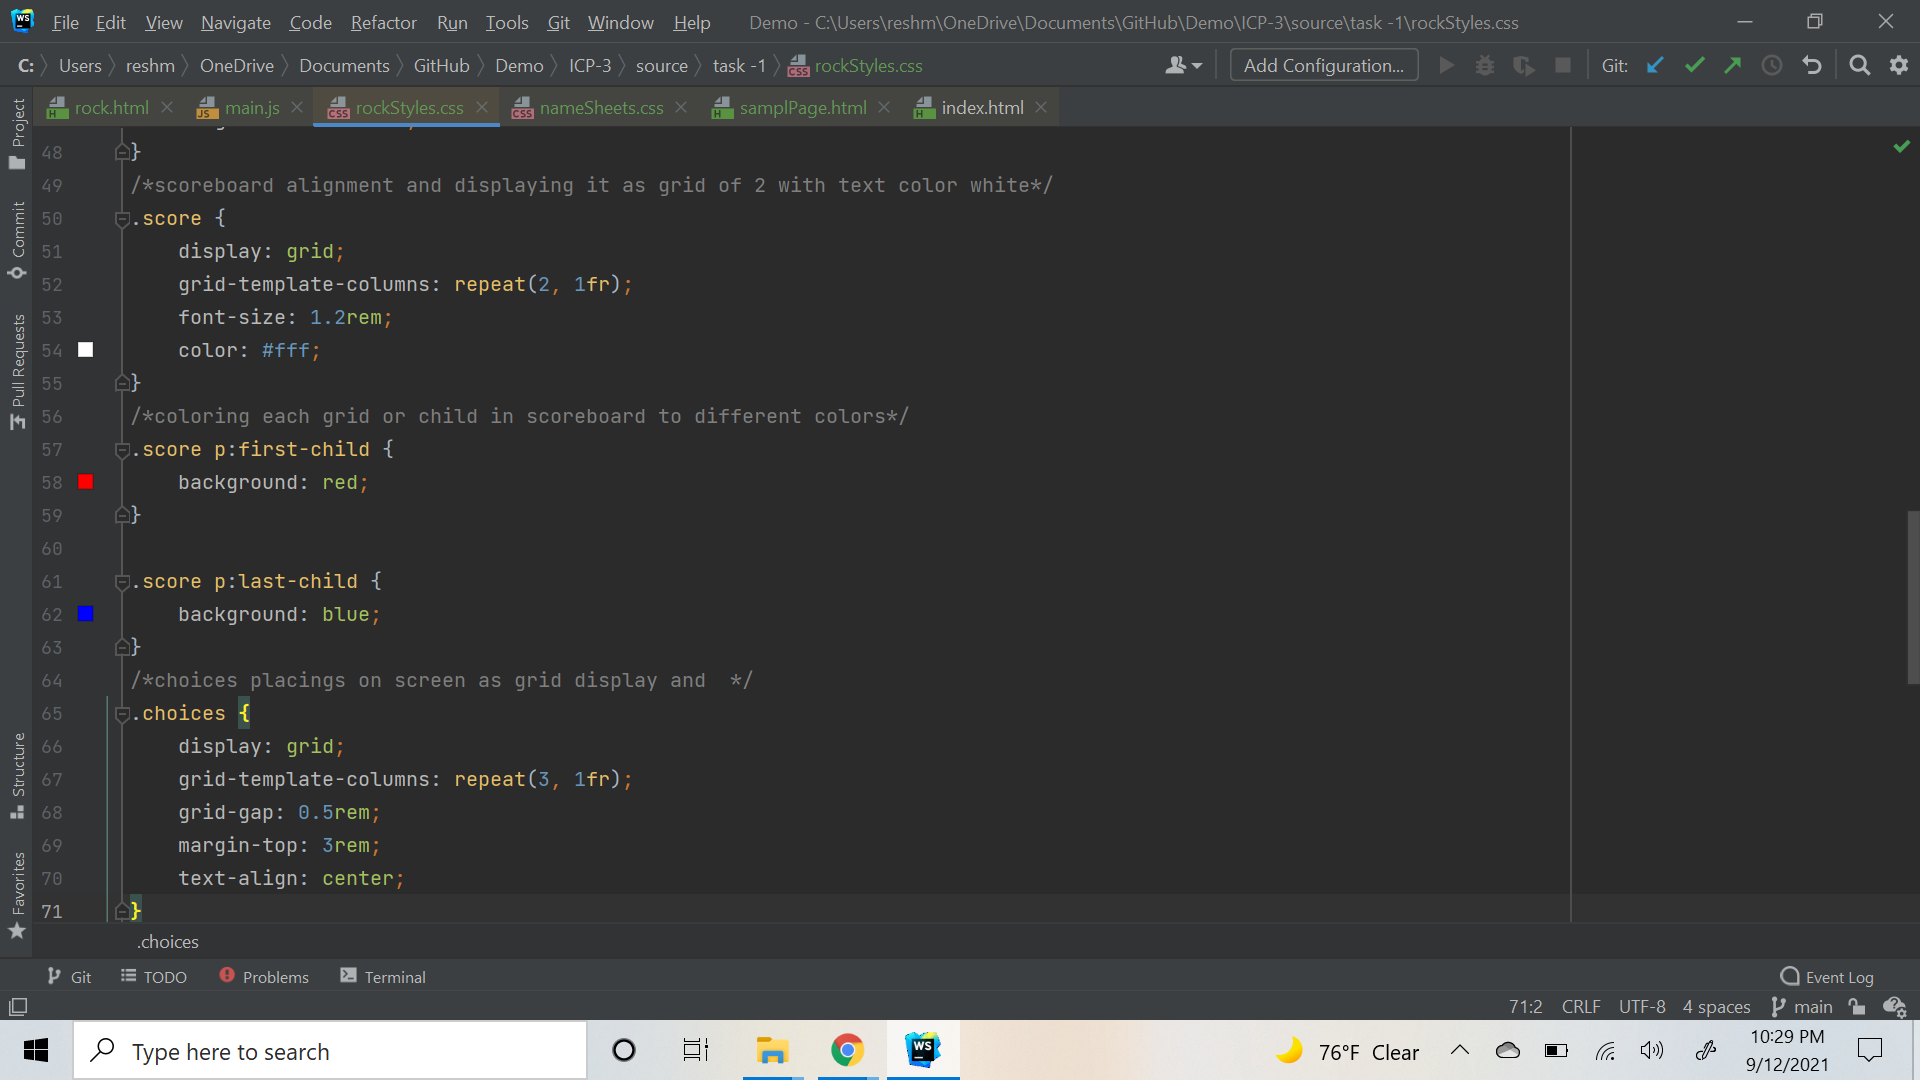 WS File Edit View Navigate Code Refactor Run Tools Git Window Help Demo - C:\Users\reshm\OneDrive\Documents\GitHub\Demo\ICP-3\source\task -1\rockStyles.css
C: Users reshm OneDrive Documents GitHub Demo ICP-3 source task -1 CSS rockStyles.css Add Configuration... Git:
H rock.html JS main.js CSS rockStyles.css CSS nameSheets.css H samplPage.html H index.html
Project
Commit
Pull Requests
Structure
Favorites
48 }
49 /*scoreboard alignment and displaying it as grid of 2 with text color white*/
50 .score {
51 display: grid;
52 grid-template-columns: repeat(2, 1fr);
53 font-size: 1.2rem;
54 color: #fff;
55 }
56 /*coloring each grid or child in scoreboard to different colors*/
57 .score p:first-child {
58 background: red;
59 }
60
61 .score p:last-child {
62 background: blue;
63 }
64 /*choices placings on screen as grid display and  */
65 .choices {
66 display: grid;
67 grid-template-columns: repeat(3, 1fr);
68 grid-gap: 0.5rem;
69 margin-top: 3rem;
70 text-align: center;
71 }
.choices
Git TODO Problems Terminal Event Log
71:2 CRLF UTF-8 4 spaces main
Type here to search WS 76°F Clear 10:29 PM
9/12/2021